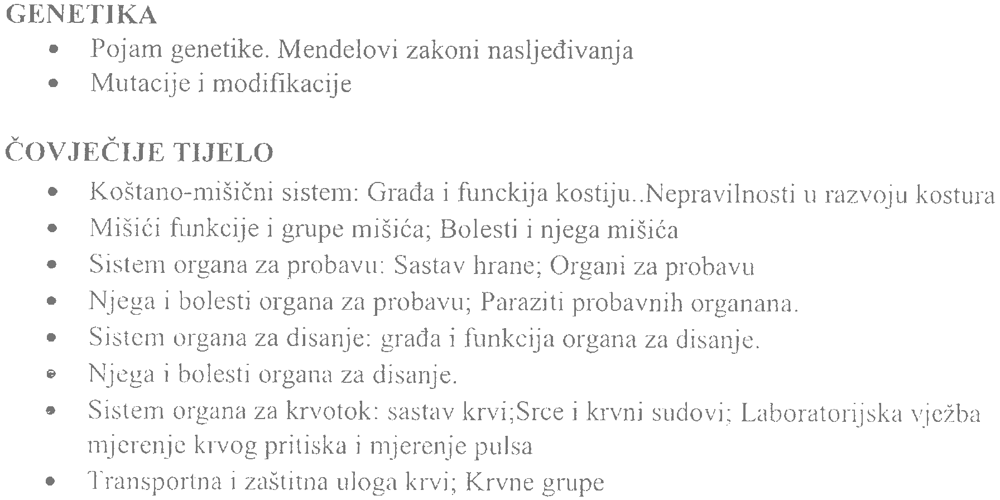 GENETIKA
• Pojam genetike. Mendelovi zakoni nasljeđivanja
• Mutacije i modifikacije
ČOVJEČIJE TIJELO
• Koštano-mišićni sistem: Građa i funckija kostiju..Nepravilnosti u razvoju kostura
• Mišići funkcije i grupe mišića; Bolesti i njega mišića
• Sistem organa za probavu: Sastav hrane; Organi za probavu
• Njega i bolesti organa za probavu; Paraziti probavnih organana.
• Sistem organa za disanje: građa i funkcija organa za disanje.
• Njega i bolesti organa za disanje.
• Sistem organa za krvotok: sastav krvi;Srce i krvni sudovi; Laboratorijska vježba
mjerenje krvog pritiska i mjerenje pulsa
• Transportna i zaštitna uloga krvi; Krvne grupe